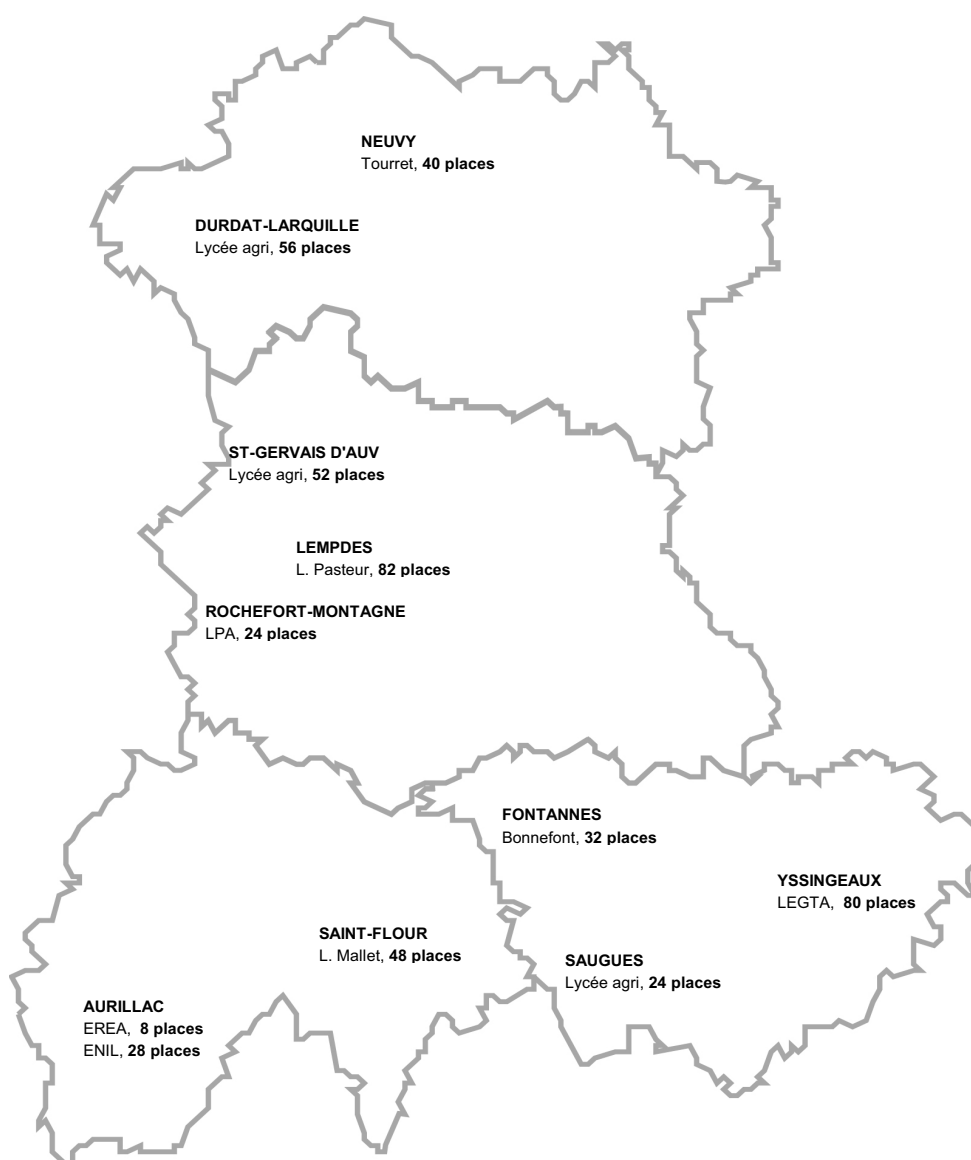 NEUVY
Tourret, 40 places
DURDAT-LARQUILLE
Lycée agri, 56 places
ST-GERVAIS D'AUV
Lycée agri, 52 places
LEMPDES
L. Pasteur, 82 places
ROCHEFORT-MONTAGNE
LPA, 24 places
FONTANNES
Bonnefont, 32 places
YSSINGEAUX
LEGTA, 80 places
SAINT-FLOUR
L. Mallet, 48 places
SAUGUES
Lycée agri, 24 places
AURILLAC
EREA, 8 places
ENIL, 28 places